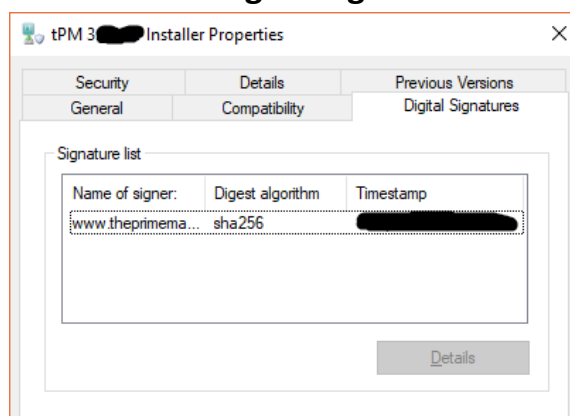 tPM 3 Installer Properties
Security Details Previous Versions
General Compatibility Digital Signatures
Signature list
Name of signer: Digest algorithm Timestamp
www.theprimema... sha256
Details